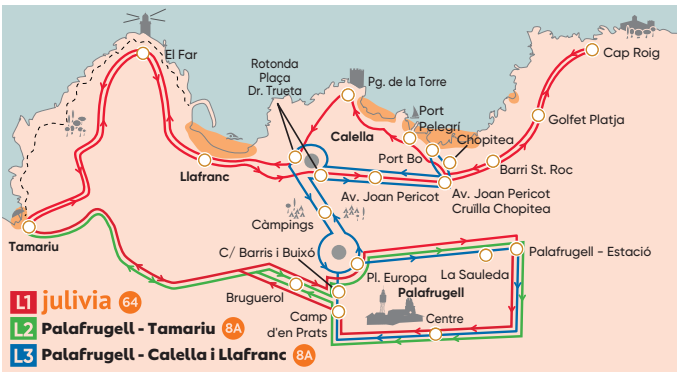 El Far
Cap Roig
Rotonda
Plaça
Dr. Trueta
Pg. de la Torre
Port
Pelegrí
Golfet Platja
Calella
Chopitea
Port Bo
Llafranc
Barri St. Roc
Av. Joan Pericot
Av. Joan Pericot
Cruïlla Chopitea
Càmpings
Tamariu
C/ Barris i Buixó
Palafrugell - Estació
Pl. Europa
La Sauleda
Bruguerol
Palafrugell
Camp
d'en Prats
Centre
L1 julivia 64
L2 Palafrugell - Tamariu 8A
L3 Palafrugell - Calella i Llafranc 8A